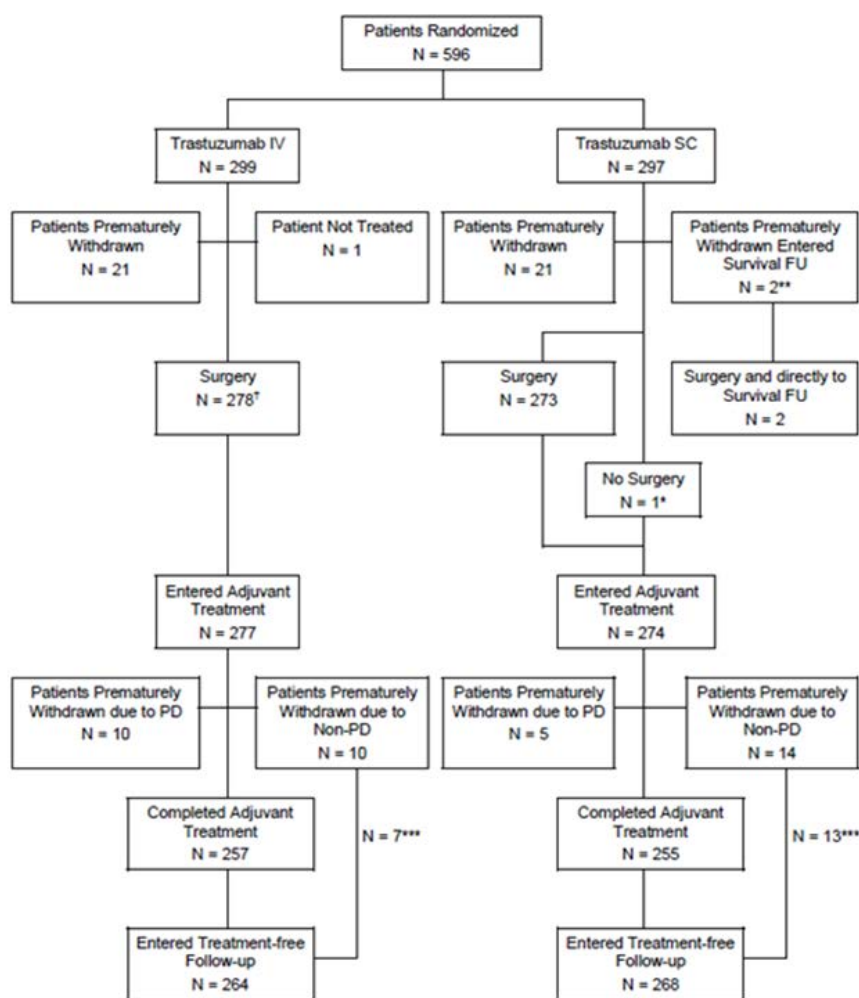 Patients Randomized
N = 596
Trastuzumab IV
N = 299
Trastuzumab SC
N = 297
Patients Prematurely
Withdrawn
N = 21
Patient Not Treated
N = 1
Patients Prematurely
Withdrawn
N = 21
Patients Prematurely
Withdrawn Entered
Survival FU
N = 2**
Surgery
N = 278†
Surgery
N = 273
Surgery and directly to
Survival FU
N = 2
No Surgery
N = 1*
Entered Adjuvant
Treatment
N = 277
Entered Adjuvant
Treatment
N = 274
Patients Prematurely
Withdrawn due to PD
N = 10
Patients Prematurely
Withdrawn due to
Non-PD
N = 10
Patients Prematurely
Withdrawn due to PD
N = 5
Patients Prematurely
Withdrawn due to
Non-PD
N = 14
Completed Adjuvant
Treatment
N = 257
N = 7***
Completed Adjuvant
Treatment
N = 255
N = 13***
Entered Treatment-free
Follow-up
N = 264
Entered Treatment-free
Follow-up
N = 268